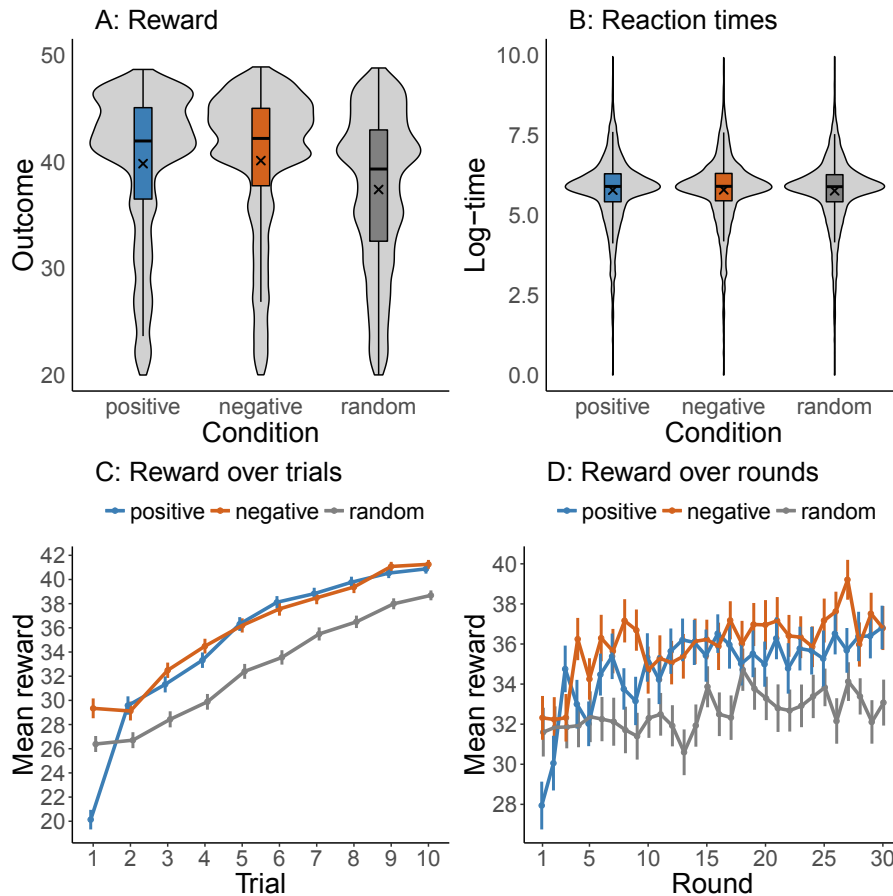 A: Reward
50
40
30
20
Outcome
positive negative random
Condition
B: Reaction times
10.0
7.5
5.0
2.5
0.0
Log−time
positive negative random
Condition
C: Reward over trials
positive negative random
42
40
38
36
34
32
30
28
26
24
22
20
Mean reward
1 2 3 4 5 6 7 8 9 10
Trial
D: Reward over rounds
positive negative random
40
38
36
34
32
30
28
Mean reward
1 5 10 15 20 25 30
Round